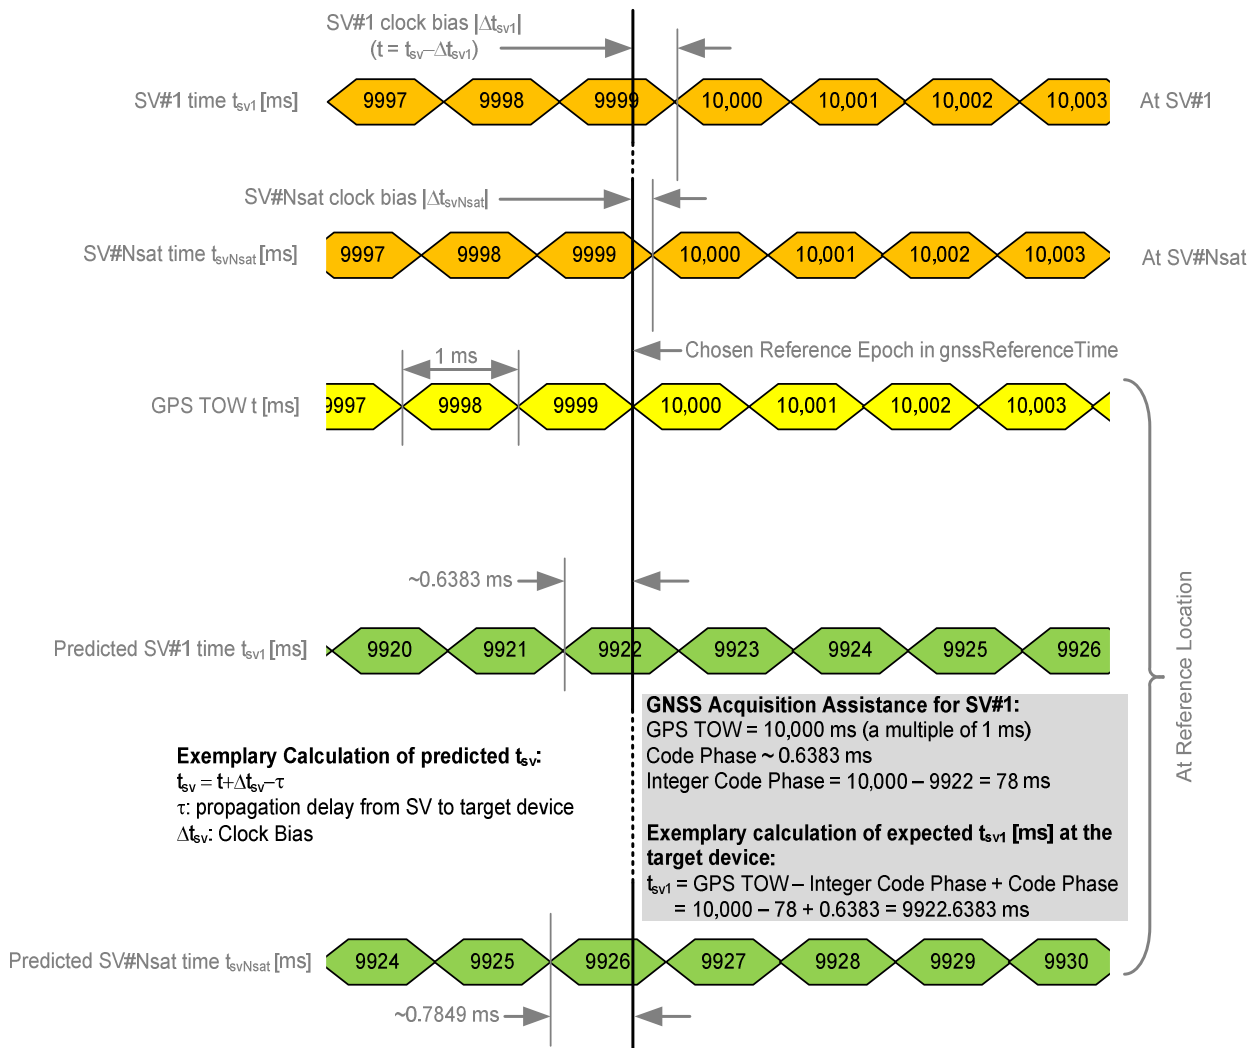 SV#1 clock bias |Δtsv1|
(t = tsv–Δtsv1)
SV#1 time tsv1 [ms]
9997 9998 9999 10,000 10,001 10,002 10,003
At SV#1
SV#Nsat clock bias |ΔtsvNsat|
SV#Nsat time tsvNsat [ms]
9997 9998 9999 10,000 10,001 10,002 10,003
At SV#Nsat
Chosen Reference Epoch in gnssReferenceTime
1 ms
GPS TOW t [ms]
9997 9998 9999 10,000 10,001 10,002 10,003
~0.6383 ms
Predicted SV#1 time tsv1 [ms]
9920 9921 9922 9923 9924 9925 9926
At Reference Location
GNSS Acquisition Assistance for SV#1:
GPS TOW = 10,000 ms (a multiple of 1 ms)
Code Phase ~ 0.6383 ms
Integer Code Phase = 10,000 – 9922 = 78 ms
Exemplary calculation of expected tsv1 [ms] at the
target device:
tsv1 = GPS TOW – Integer Code Phase + Code Phase
= 10,000 – 78 + 0.6383 = 9922.6383 ms
Exemplary Calculation of predicted tsv:
tsv = t+Δtsv–τ
τ: propagation delay from SV to target device
Δtsv: Clock Bias
Predicted SV#Nsat time tsvNsat [ms]
9924 9925 9926 9927 9928 9929 9930
~0.7849 ms